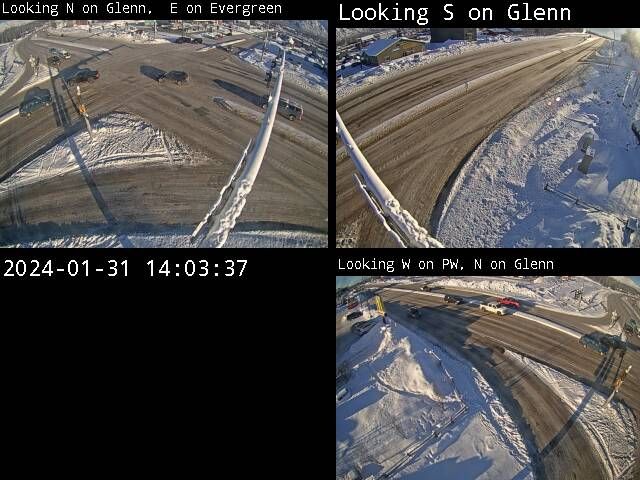 Looking N on Glenn,  E on Evergreen
Looking S on Glenn
2024-01-31 14:03:37
Looking W on PW, N on Glenn